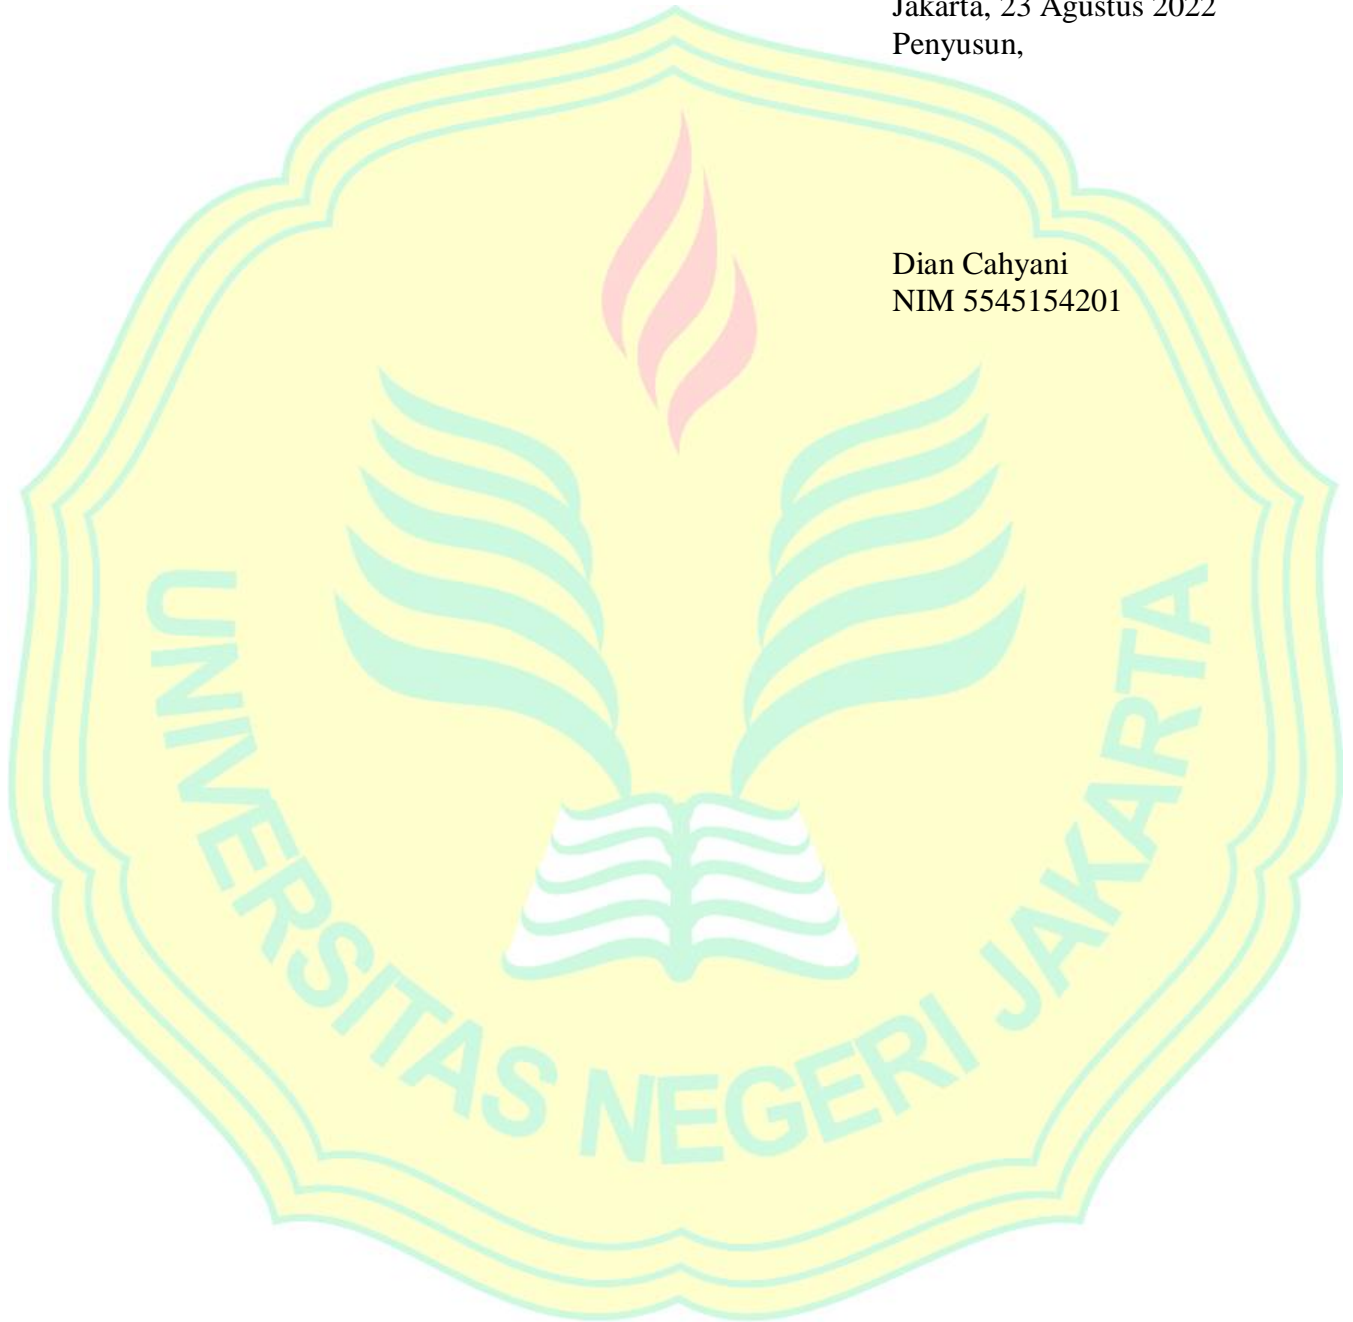 Jakarta, 23 Agustus 2022
Penyusun,
Dian Cahyani
NIM 5545154201
UNIVERSITAS NEGERI JAKARTA